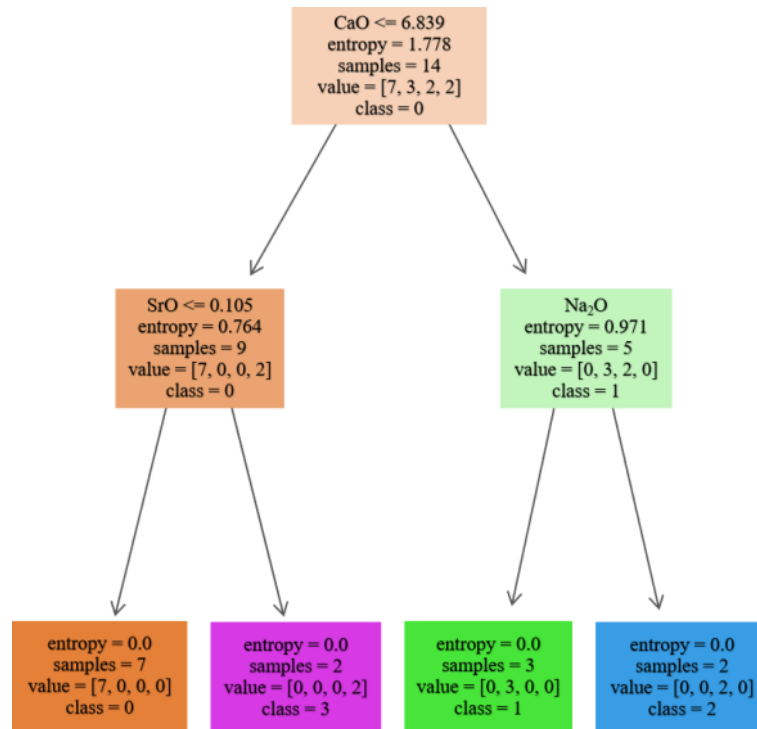 CaO <= 6.839
entropy = 1.778
samples = 14
value = [7, 3, 2, 2]
class = 0
SrO <= 0.105
entropy = 0.764
samples = 9
value = [7, 0, 0, 2]
class = 0
Na₂O
entropy = 0.971
samples = 5
value = [0, 3, 2, 0]
class = 1
entropy = 0.0
samples = 7
value = [7, 0, 0, 0]
class = 0
entropy = 0.0
samples = 2
value = [0, 0, 0, 2]
class = 3
entropy = 0.0
samples = 3
value = [0, 3, 0, 0]
class = 1
entropy = 0.0
samples = 2
value = [0, 0, 2, 0]
class = 2